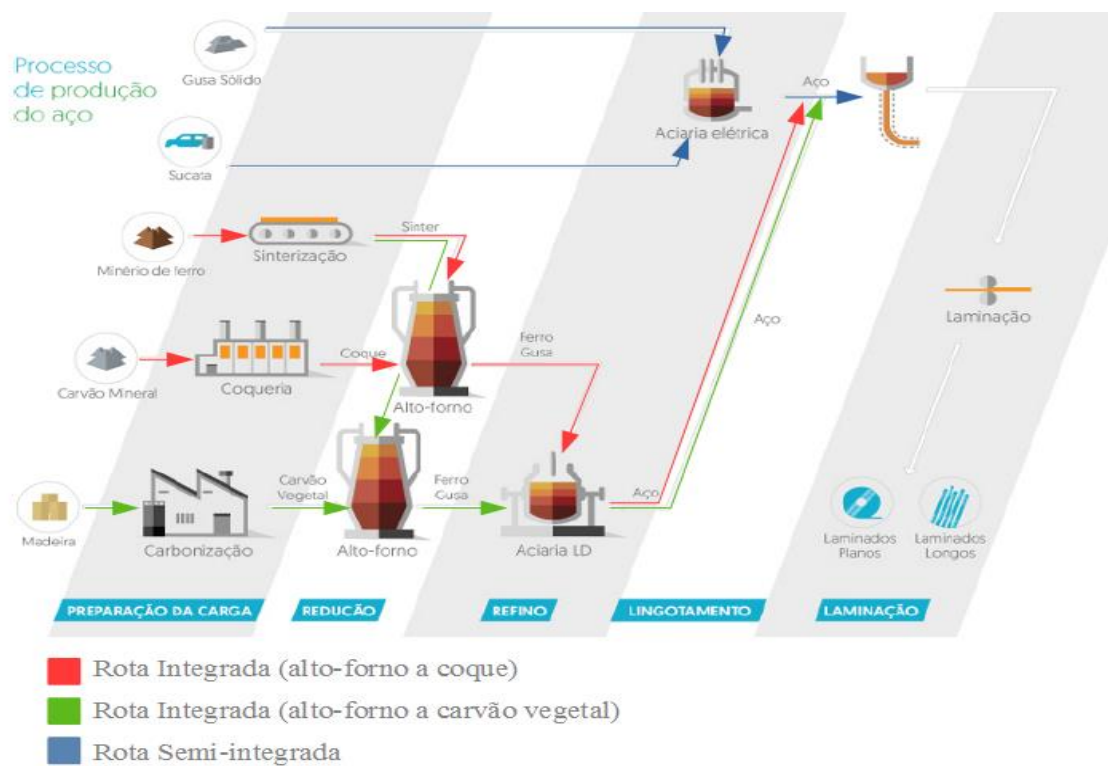 Processo
de produção
do aço
Gusa Sólido
Sucata
Aciaria elétrica
Aço
Minério de ferro
Sinterização
Sinter
Carvão Mineral
Coqueria
Coque
Alto-forno
Ferro
Gusa
Aço
Laminação
Madeira
Carbonização
Carvão
Vegetal
Alto-forno
Ferro
Gusa
Aciaria LD
Aço
Laminados
Planos
Laminados
Longos
PREPARAÇÃO DA CARGA
REDUCÃO
REFINO
LINGOTAMENTO
LAMINAÇÃO
Rota Integrada (alto-forno a coque)
Rota Integrada (alto-forno a carvão vegetal)
Rota Semi-integrada